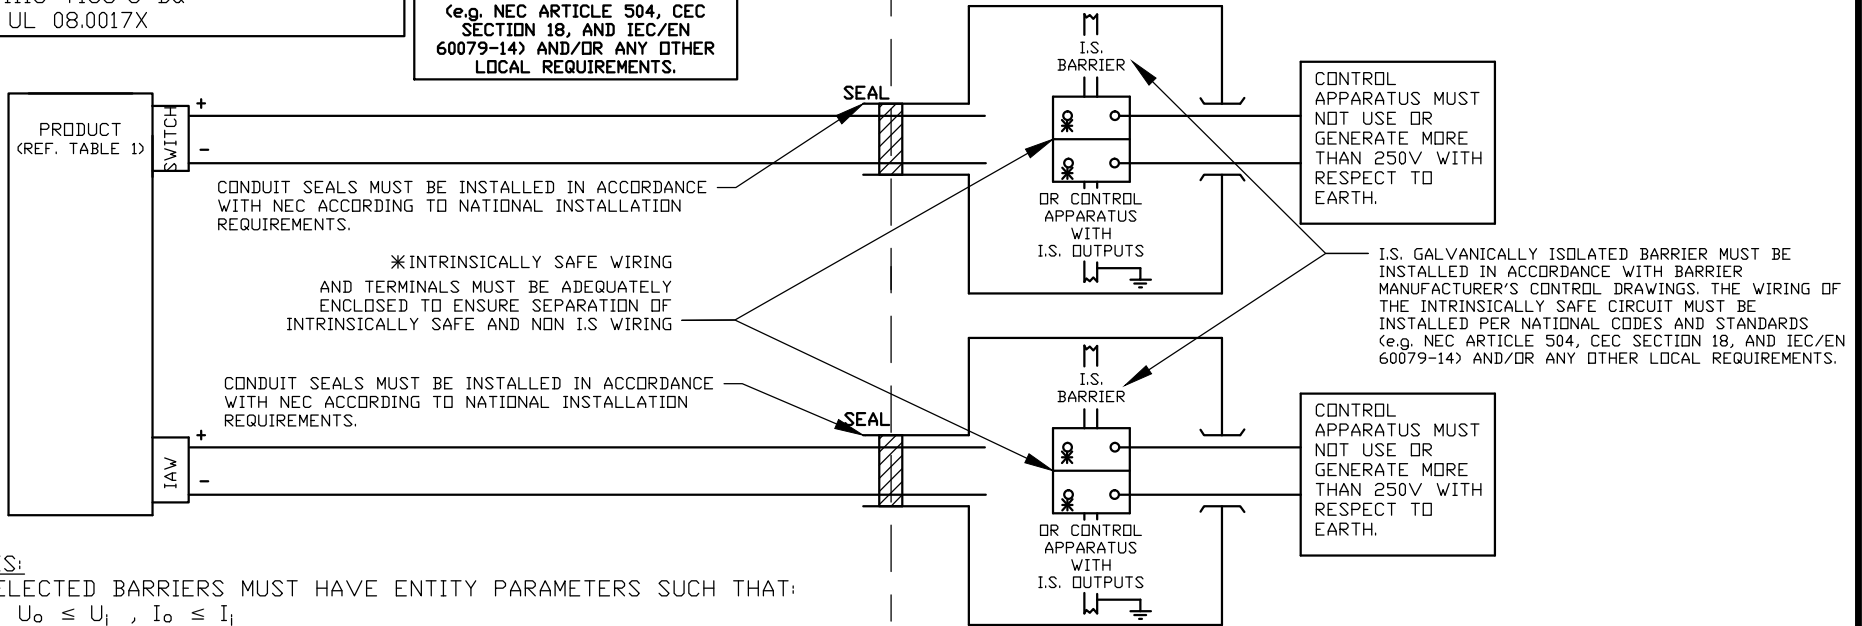 UL 08.0017X
(e.g. NEC ARTICLE 504, CEC
SECTION 18, AND IEC/EN
60079-14) AND/OR ANY OTHER
LOCAL REQUIREMENTS.
PRODUCT
(REF. TABLE 1)
SWITCH
+
-
SEAL
CONDUIT SEALS MUST BE INSTALLED IN ACCORDANCE
WITH NEC ACCORDING TO NATIONAL INSTALLATION
REQUIREMENTS.
I.S.
BARRIER
*
*
OR CONTROL
APPARATUS
WITH
I.S. OUTPUTS
CONTROL
APPARATUS MUST
NOT USE OR
GENERATE MORE
THAN 250V WITH
RESPECT TO
EARTH.
*INTRINSICALLY SAFE WIRING
AND TERMINALS MUST BE ADEQUATELY
ENCLOSED TO ENSURE SEPARATION OF
INTRINSICALLY SAFE AND NON I.S WIRING
I.S. GALVANICALLY ISOLATED BARRIER MUST BE
INSTALLED IN ACCORDANCE WITH BARRIER
MANUFACTURER'S CONTROL DRAWINGS. THE WIRING OF
THE INTRINSICALLY SAFE CIRCUIT MUST BE
INSTALLED PER NATIONAL CODES AND STANDARDS
(e.g. NEC ARTICLE 504, CEC SECTION 18, AND IEC/EN
60079-14) AND/OR ANY OTHER LOCAL REQUIREMENTS.
CONDUIT SEALS MUST BE INSTALLED IN ACCORDANCE
WITH NEC ACCORDING TO NATIONAL INSTALLATION
REQUIREMENTS.
SEAL
IAW
+
-
I.S.
BARRIER
*
*
OR CONTROL
APPARATUS
WITH
I.S. OUTPUTS
CONTROL
APPARATUS MUST
NOT USE OR
GENERATE MORE
THAN 250V WITH
RESPECT TO
EARTH.
ES:
ELECTED BARRIERS MUST HAVE ENTITY PARAMETERS SUCH THAT:
Uo ≤ Ui , Io ≤ Ii